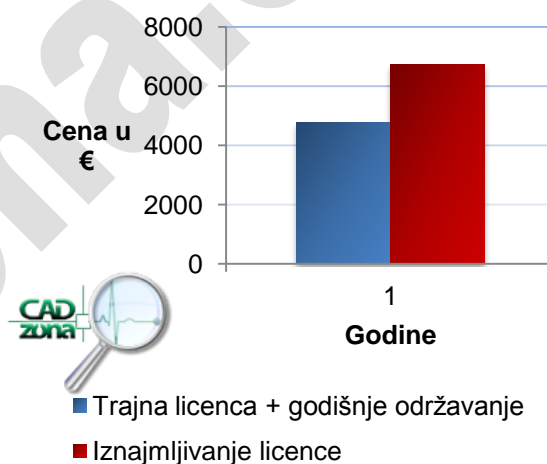 8000
6000
Cena u
€
4000
2000
0
1
Godine
CAD
zona
Trajna licenca + godišnje održavanje
Iznajmljivanje licence